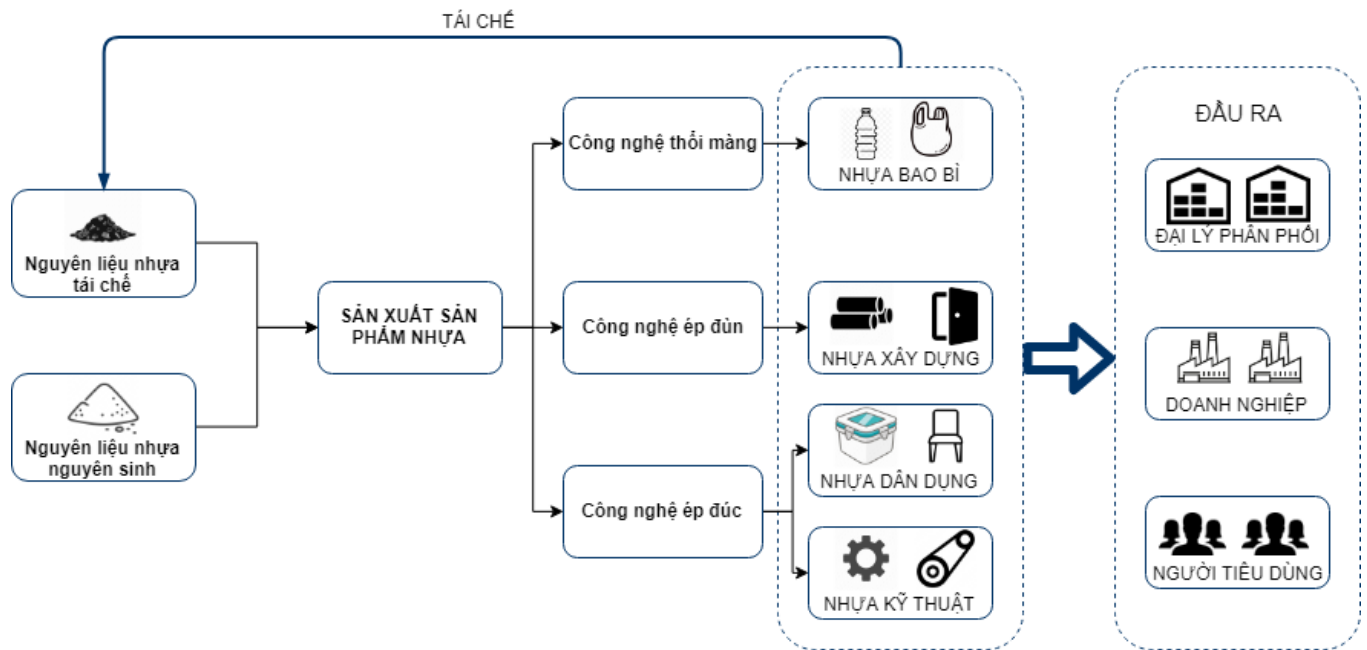 TÁI CHẾ
Nguyên liệu nhựa
tái chế
Nguyên liệu nhựa
nguyên sinh
SẢN XUẤT SẢN
PHẨM NHỰA
Công nghệ thổi màng
Công nghệ ép đùn
Công nghệ ép đúc
NHỰA BAO BÌ
NHỰA XÂY DỰNG
NHỰA DÂN DỤNG
NHỰA KỸ THUẬT
ĐẦU RA
ĐẠI LÝ PHÂN PHỐI
DOANH NGHIỆP
NGƯỜI TIÊU DÙNG